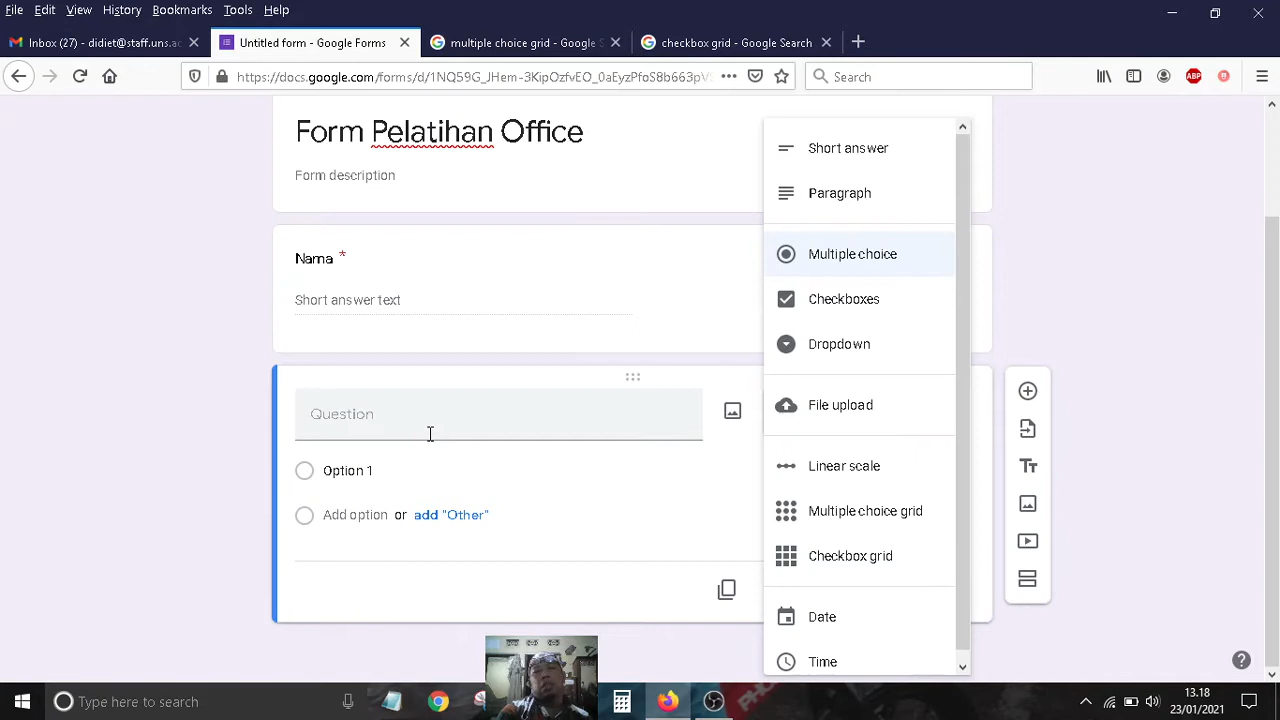 File Edit View History Bookmarks Tools Help
Inbox (27) - didiet@staff.uns.ac
Untitled form - Google Forms
multiple choice grid - Google S
checkbox grid - Google Search
https://docs.google.com/forms/d/1NQ59G_JHem-3KipOzfvEO_0aEyzPfoS8b663pV
Search
ABP
Form Pelatihan Office
Form description
Nama *
Short answer text
Question
Option 1
Add option or add "Other"
Short answer
Paragraph
Multiple choice
Checkboxes
Dropdown
File upload
Linear scale
Multiple choice grid
Checkbox grid
Date
Time
Type here to search
13.18
23/01/2021